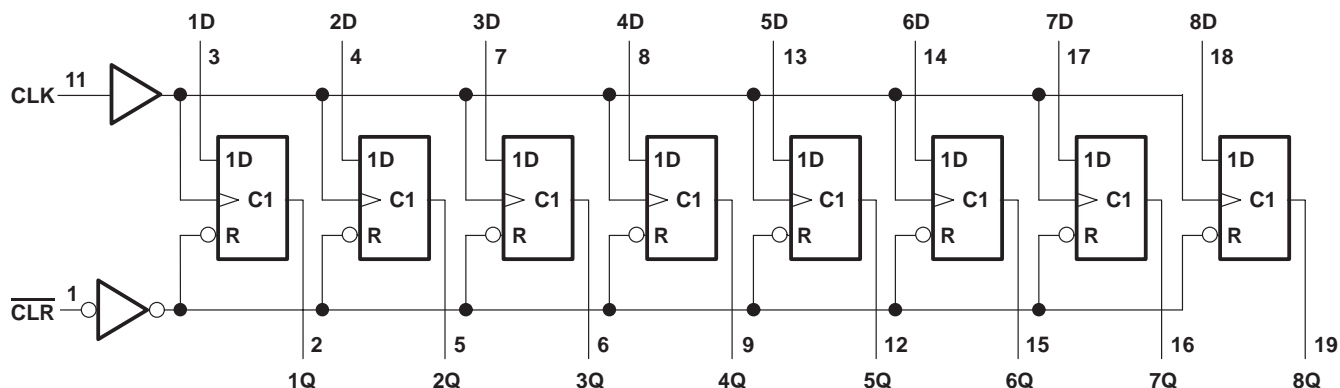 1D 2D 3D 4D 5D 6D 7D 8D
3 4 7 8 13 14 17 18
CLK 11
1D 1D 1D 1D 1D 1D 1D 1D
C1 C1 C1 C1 C1 C1 C1 C1
R R R R R R R R
CLR 1
2 5 6 9 12 15 16 19
1Q 2Q 3Q 4Q 5Q 6Q 7Q 8Q